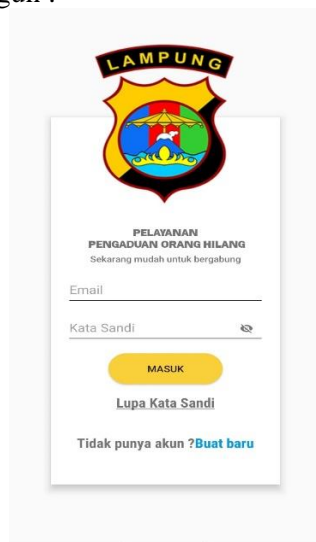 LAMPUNG
PELAYANAN
PENGADUAN ORANG HILANG
Sekarang mudah untuk bergabung
Email
Kata Sandi
MASUK
Lupa Kata Sandi
Tidak punya akun ?Buat baru